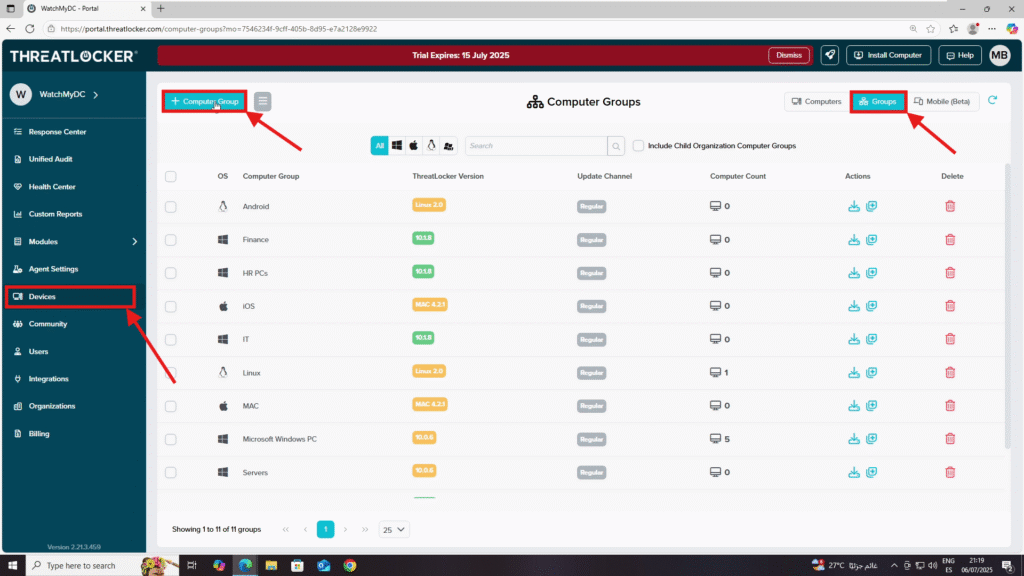 WatchMyDC - Portal
https://portal.threatlocker.com/computer-groups?mo=7546234f-9cff-405b-8d95-e7a2128e9922
THREATLOCKER
Trial Expires: 15 July 2025
Dismiss
Install Computer
Help
MB
W WatchMyDC
+ Computer Group
Computer Groups
Computers
Groups
Mobile (Beta)
Response Center
Unified Audit
Health Center
Custom Reports
Modules
Agent Settings
Devices
Community
Users
Integrations
Organizations
Billing
Version 2.21.3.459
All
Search
Include Child Organization Computer Groups
OS Computer Group ThreatLocker Version Update Channel Computer Count Actions Delete
Android Linux 2.0 Regular 0
Finance 10.1.8 Regular 0
HR PCs 10.1.8 Regular 0
iOS MAC 4.2.1 Regular 0
IT 10.1.8 Regular 0
Linux Linux 2.0 Regular 1
MAC MAC 4.2.1 Regular 0
Microsoft Windows PC 10.0.6 Regular 5
Servers 10.0.6 Regular 0
Showing 1 to 11 of 11 groups
1
25
Type here to search
27°C غائم جزئيًا
ENG
ES
21:19
06/07/2025
2